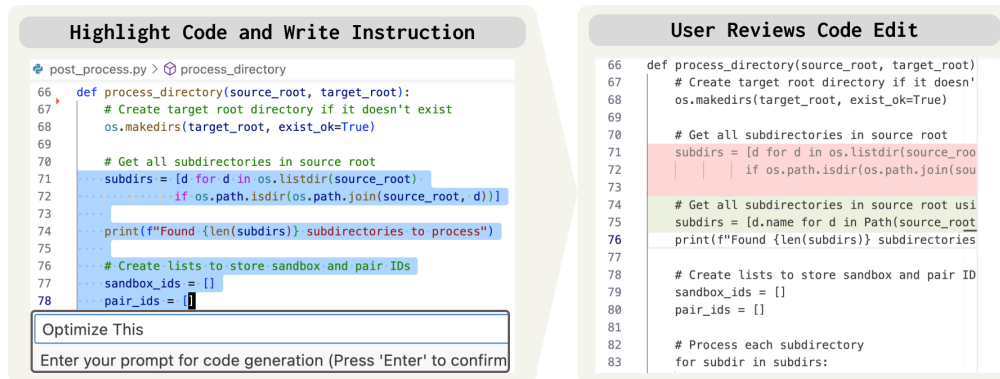 Highlight Code and Write Instruction
post_process.py > process_directory
66 def process_directory(source_root, target_root):
67 # Create target root directory if it doesn't exist
68 os.makedirs(target_root, exist_ok=True)
69
70 # Get all subdirectories in source root
71 subdirs = [d for d in os.listdir(source_root)
72 if os.path.isdir(os.path.join(source_root, d))]
73
74 print(f"Found {len(subdirs)} subdirectories to process")
75
76 # Create lists to store sandbox and pair IDs
77 sandbox_ids = []
78 pair_ids = []
Optimize This
Enter your prompt for code generation (Press 'Enter' to confirm
User Reviews Code Edit
66 def process_directory(source_root, target_root)
67 # Create target root directory if it doesn'
68 os.makedirs(target_root, exist_ok=True)
69
70 # Get all subdirectories in source root
71 subdirs = [d for d in os.listdir(source_roo
72 if os.path.isdir(os.path.join(sou
73
74 # Get all subdirectories in source root usi
75 subdirs = [d.name for d in Path(source_root
76 print(f"Found {len(subdirs)} subdirectories
77
78 # Create lists to store sandbox and pair ID
79 sandbox_ids = []
80 pair_ids = []
81
82 # Process each subdirectory
83 for subdir in subdirs: